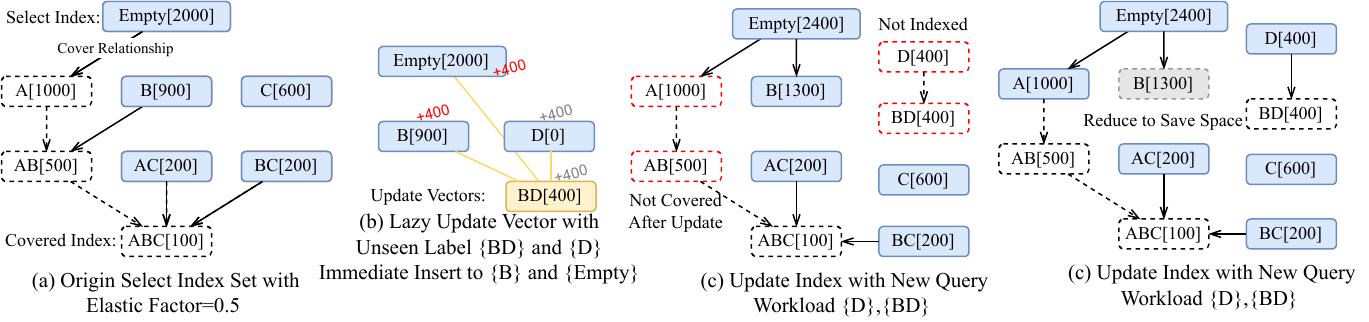 Select Index:
Empty[2000]
Cover Relationship
A[1000]
B[900]
C[600]
AB[500]
AC[200]
BC[200]
Covered Index:
ABC[100]
(a) Origin Select Index Set with
Elastic Factor=0.5
Empty[2000]
+400
+400
+400
B[900]
D[0]
+400
Update Vectors:
BD[400]
(b) Lazy Update Vector with
Unseen Label {BD} and {D}
Immediate Insert to {B} and {Empty}
Empty[2400]
Not Indexed
D[400]
A[1000]
B[1300]
BD[400]
AB[500]
AC[200]
C[600]
Not Covered
After Update
ABC[100]
BC[200]
(c) Update Index with New Query
Workload {D},{BD}
Empty[2400]
D[400]
A[1000]
B[1300]
Reduce to Save Space
BD[400]
AB[500]
AC[200]
C[600]
ABC[100]
BC[200]
(c) Update Index with New Query
Workload {D},{BD}